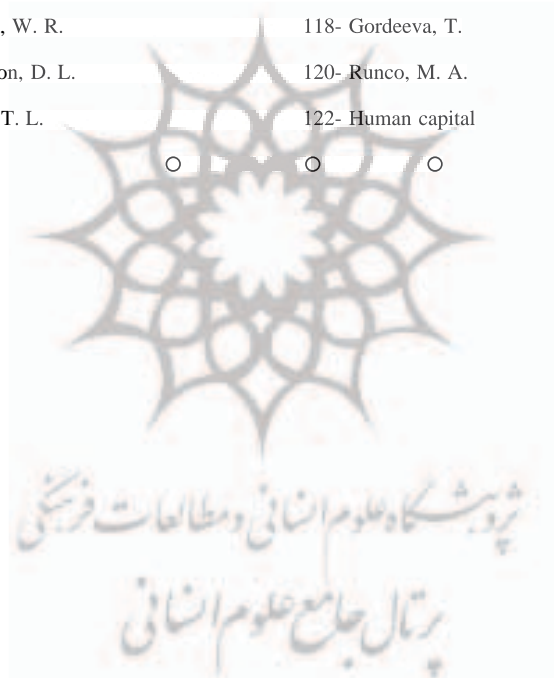 , W. R. 118- Gordeeva, T.
on, D. L. 120- Runco, M. A.
T. L. 122- Human capital
پژوهشگاه علوم انسانی و مطالعات فرهنگی
پرتال جامع علوم انسانی